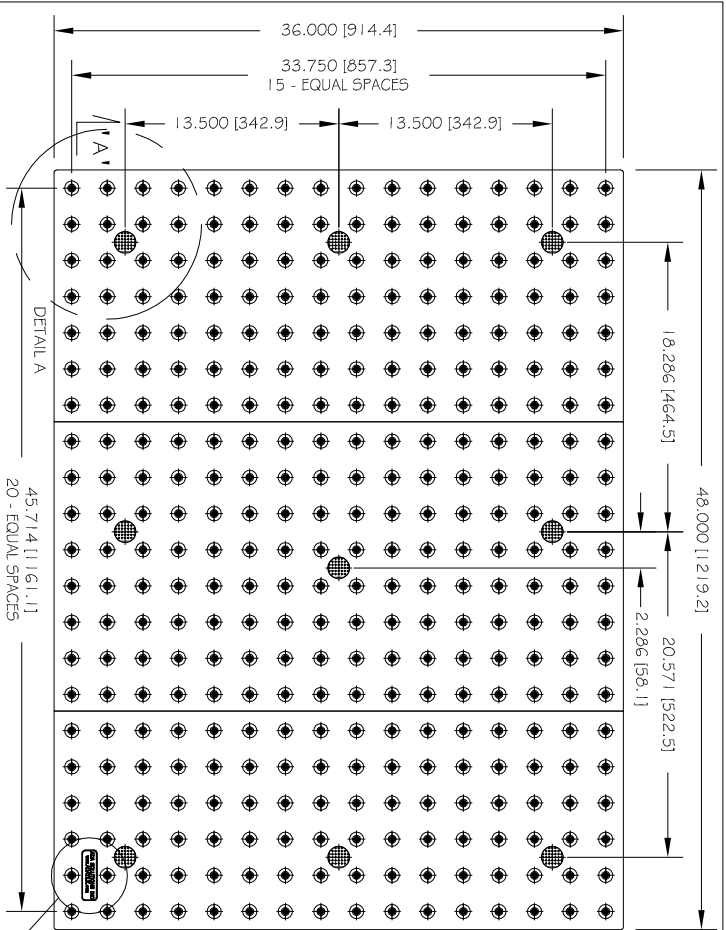 36.000 [914.4]
33.750 [857.3]
15 - EQUAL SPACES
13.500 [342.9]
13.500 [342.9]
"A"
DETAIL A
18.286 [464.5]
48.000 [1219.2]
20.571 [522.5]
2.286 [58.1]
45.714 [1161.1]
20 - EQUAL SPACES